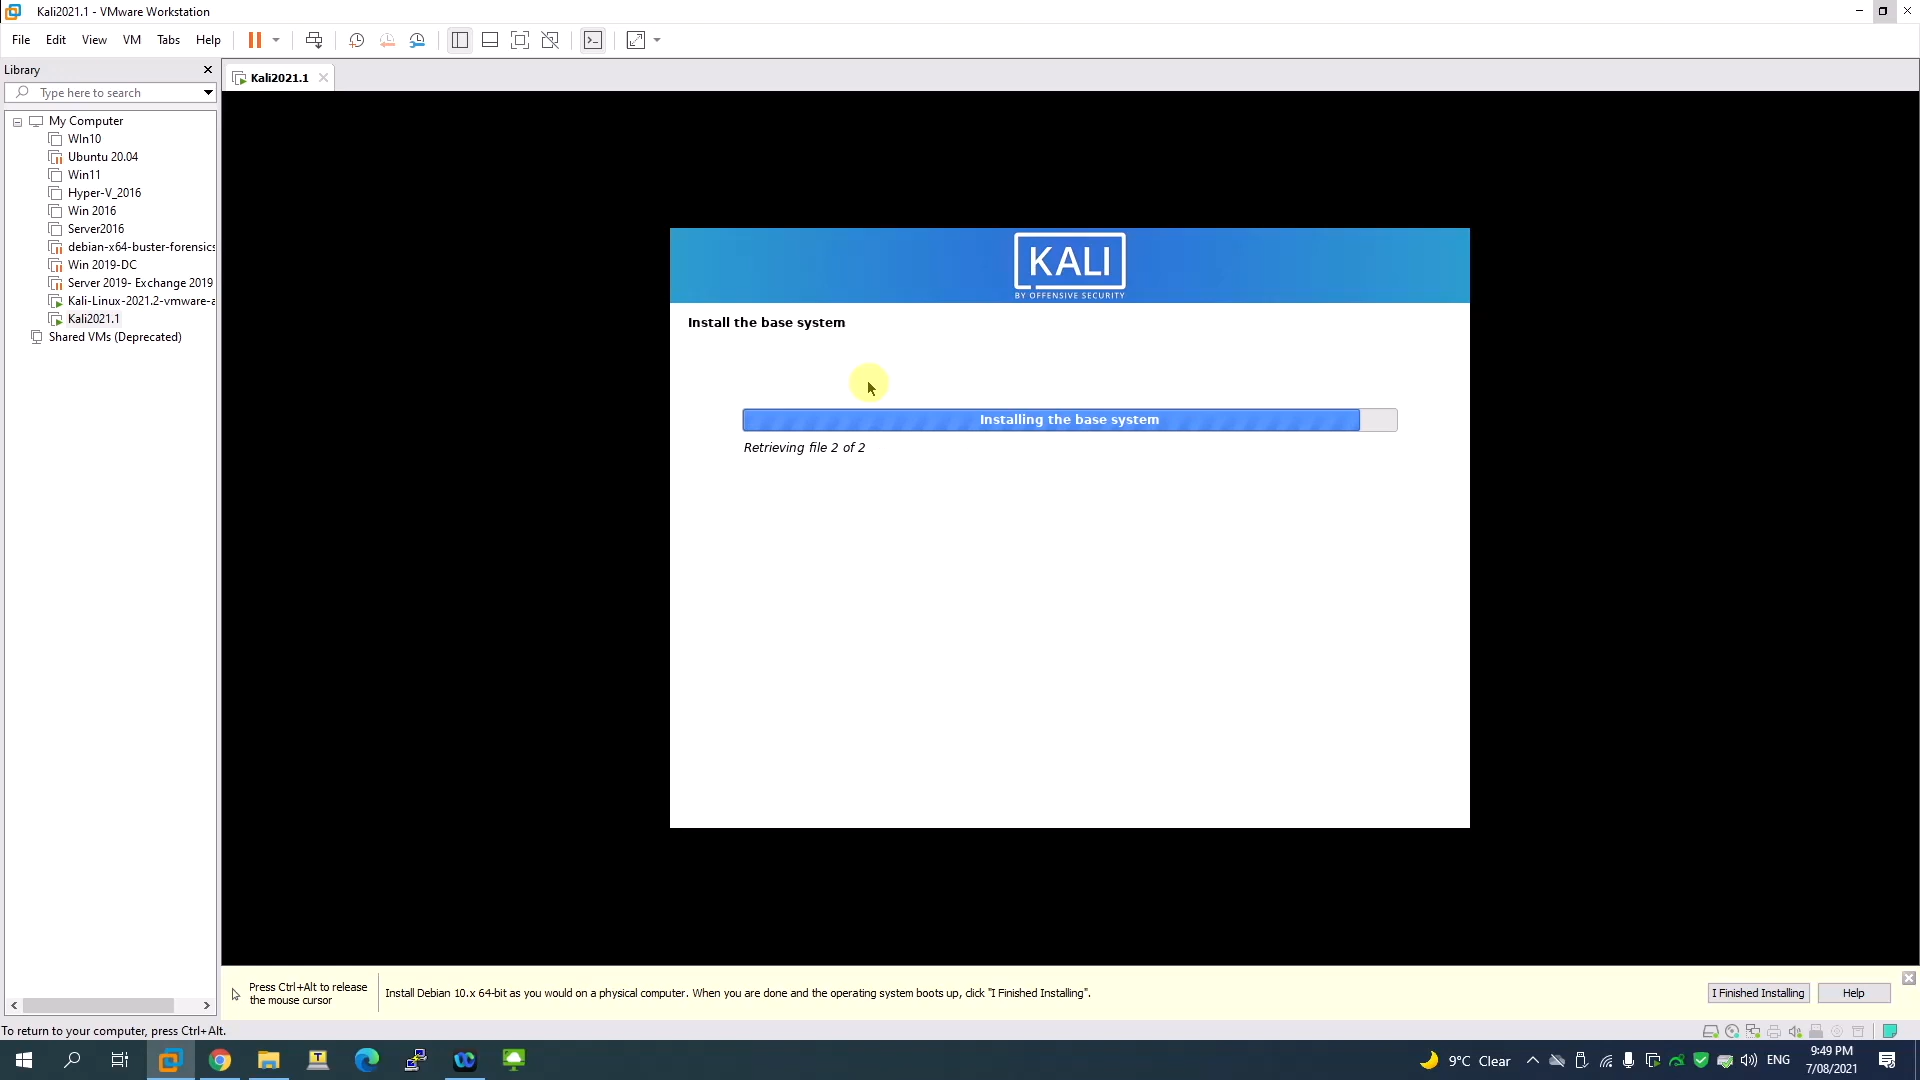 Kali2021.1 - VMware Workstation
File Edit View VM Tabs Help
Library
Kali2021.1
Type here to search
My Computer
WIn10
Ubuntu 20.04
Win11
Hyper-V_2016
Win 2016
Server2016
debian-x64-buster-forensics
Win 2019-DC
Server 2019- Exchange 2019
Kali-Linux-2021.2-vmware-a
Kali2021.1
Shared VMs (Deprecated)
KALI
BY OFFENSIVE SECURITY
Install the base system
Installing the base system
Retrieving file 2 of 2
Press Ctrl+Alt to release
the mouse cursor
Install Debian 10.x 64-bit as you would on a physical computer. When you are done and the operating system boots up, click "I Finished Installing".
I Finished Installing
Help
To return to your computer, press Ctrl+Alt.
9°C Clear
ENG
9:49 PM
7/08/2021